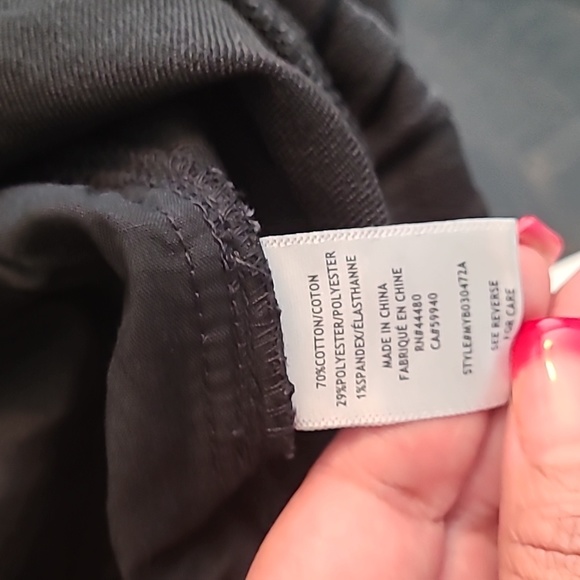 70%COTTON/COTON
29%POLYESTER/POLYESTER
1%SPANDEX/ÉLASTHANNE
MADE IN CHINA
FABRIQUÉ EN CHINE
RN#44480
CA#59940
STYLE#MYB030472A
SEE REVERSE
FOR CARE